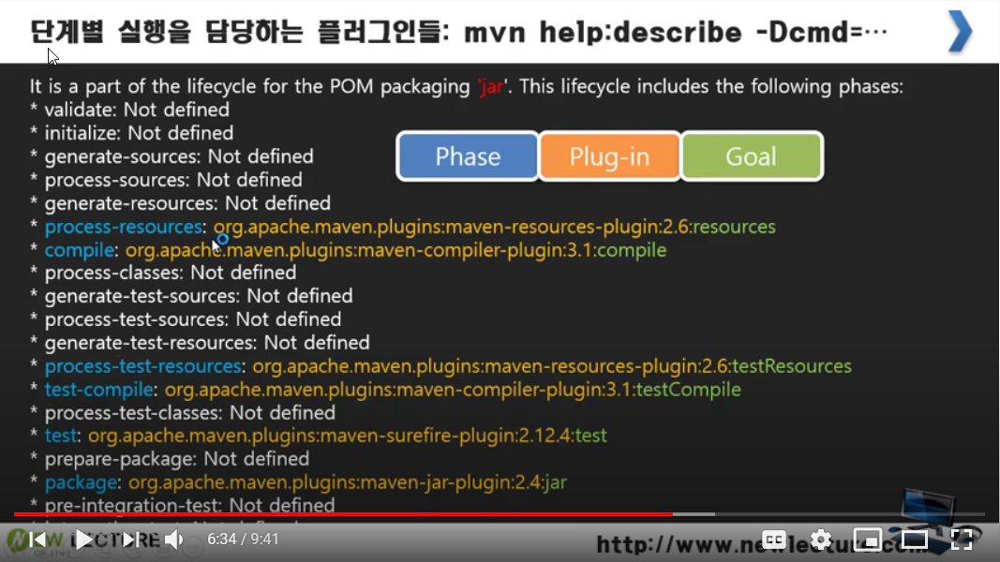 단계별 실행을 담당하는 플러그인들: mvn help:describe -Dcmd=…
It is a part of the lifecycle for the POM packaging 'jar'. This lifecycle includes the following phases:
* validate: Not defined
* initialize: Not defined
* generate-sources: Not defined
Phase Plug-in Goal
* process-sources: Not defined
* generate-resources: Not defined
* process-resources: org.apache.maven.plugins:maven-resources-plugin:2.6:resources
* compile: org.apache.maven.plugins:maven-compiler-plugin:3.1:compile
* process-classes: Not defined
* generate-test-sources: Not defined
* process-test-sources: Not defined
* generate-test-resources: Not defined
* process-test-resources: org.apache.maven.plugins:maven-resources-plugin:2.6:testResources
* test-compile: org.apache.maven.plugins:maven-compiler-plugin:3.1:testCompile
* process-test-classes: Not defined
* test: org.apache.maven.plugins:maven-surefire-plugin:2.12.4:test
* prepare-package: Not defined
* package: org.apache.maven.plugins:maven-jar-plugin:2.4:jar
* pre-integration-test: Not defined
NEW LECTURE
6:34 / 9:41
http://www.newlecture.com
CC